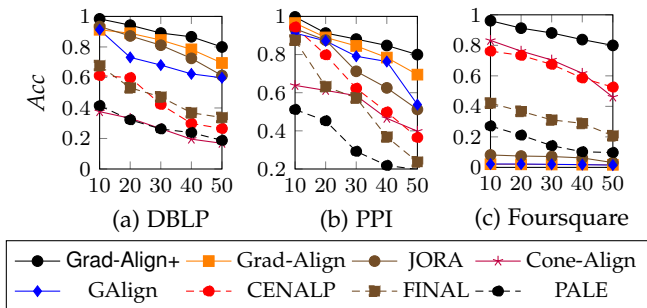 Acc
1
0.8
0.6
0.4
0.2
0
10 20 30 40 50
(a) DBLP
1
0.8
0.6
0.4
0.2
10 20 30 40 50
(b) PPI
1
0.8
0.6
0.4
0.2
0
10 20 30 40 50
(c) Foursquare
Grad-Align+ Grad-Align JORA Cone-Align
GAlign CENALP FINAL PALE